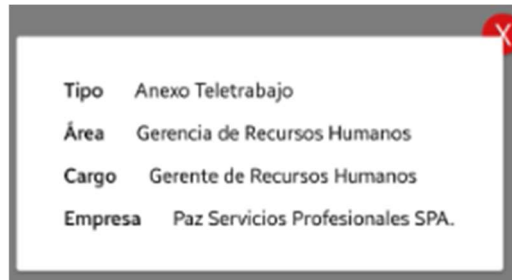 X
Tipo Anexo Teletrabajo
Área Gerencia de Recursos Humanos
Cargo Gerente de Recursos Humanos
Empresa Paz Servicios Profesionales SPA.